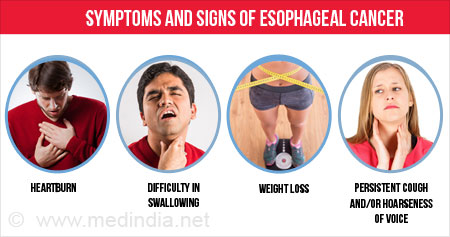 SYMPTOMS AND SIGNS OF ESOPHAGEAL CANCER
HEARTBURN
DIFFICULTY IN
SWALLOWING
WEIGHT LOSS
PERSISTENT COUGH
AND/OR HOARSENESS
OF VOICE
© www.medindia.net